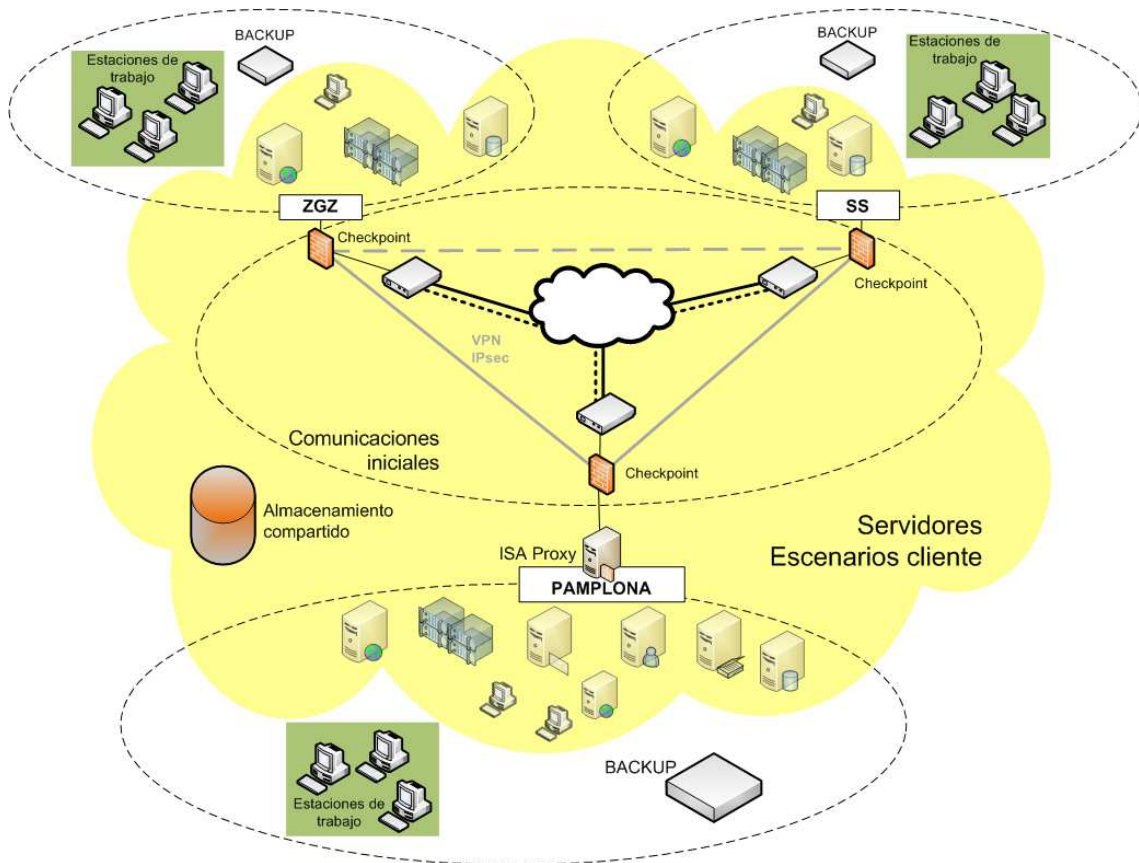 BACKUP
Estaciones de
trabajo
BACKUP
Estaciones de
trabajo
ZGZ
SS
Checkpoint
Checkpoint
VPN
IPsec
Comunicaciones
iniciales
Checkpoint
Almacenamiento
compartido
Servidores
Escenarios cliente
ISA Proxy
PAMPLONA
BACKUP
Estaciones de
trabajo